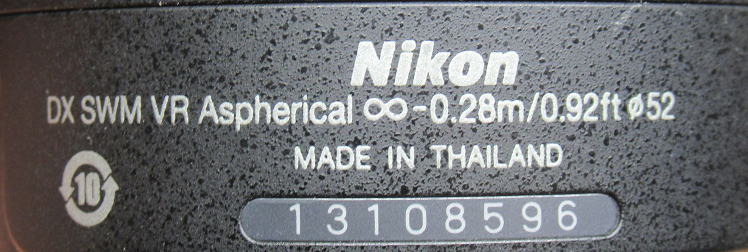 Nikon
DX SWM VR Aspherical ∞-0.28m/0.92ft ø52
MADE IN THAILAND
10
13108596